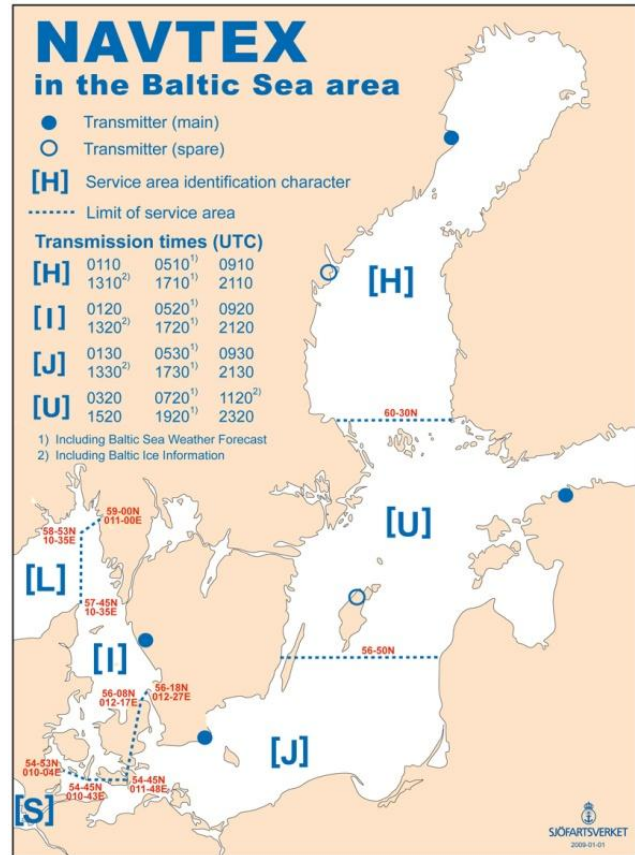 NAVTEX
in the Baltic Sea area
Transmitter (main)
Transmitter (spare)
[H] Service area identification character
Limit of service area
Transmission times (UTC)
[H] 0110 0510 1) 0910
1310 2) 1710 1) 2110
[I] 0120 0520 1) 0920
1320 2) 1720 1) 2120
[J] 0130 0530 1) 0930
1330 2) 1730 1) 2130
[U] 0320 0720 1) 1120 2)
1520 1920 1) 2320
1) Including Baltic Sea Weather Forecast
2) Including Baltic Ice Information
[H]
60-30N
59-00N
011-00E
58-53N
10-35E
[U]
[L]
57-45N
10-35E
[I]
56-50N
56-18N
012-27E
56-08N
012-17E
[J]
54-53N
010-04E
54-45N
010-43E
54-45N
011-48E
[S]
SJÖFARTSVERKET
2009-01-01